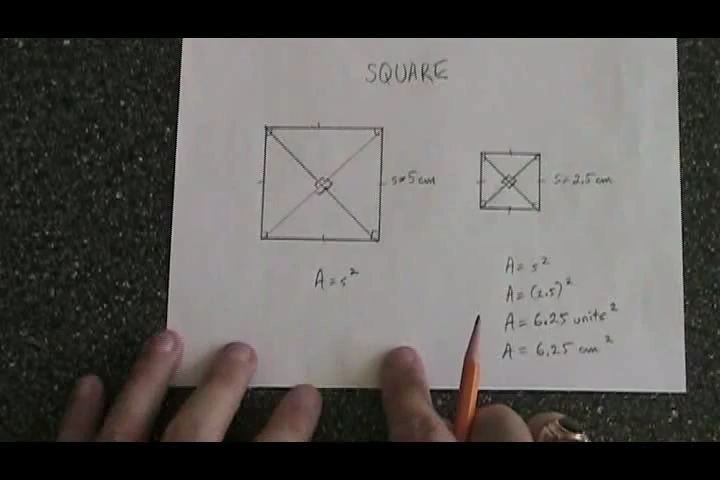 SQUARE
s=5 cm
s=2.5 cm
A=s²
A=s²
A=(2.5)²
A=6.25 units²
A=6.25 cm²